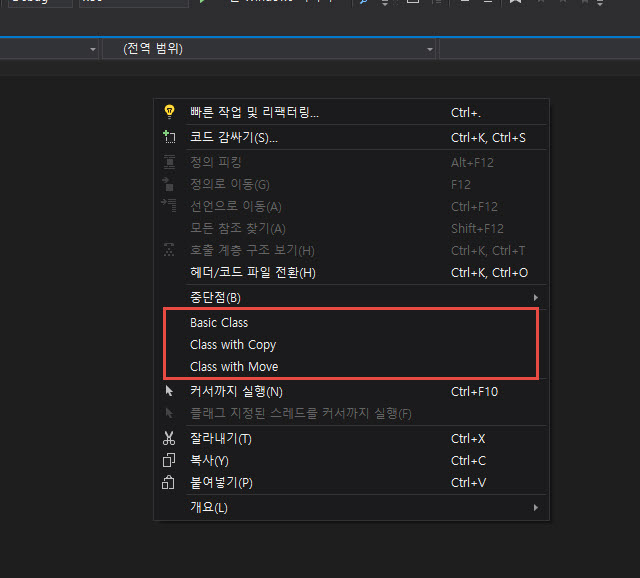 (전역 범위)
빠른 작업 및 리팩터링... Ctrl+.
코드 감싸기(S)... Ctrl+K, Ctrl+S
정의 피킹 Alt+F12
정의로 이동(G) F12
선언으로 이동(A) Ctrl+F12
모든 참조 찾기(A) Shift+F12
호출 계층 구조 보기(H) Ctrl+K, Ctrl+T
헤더/코드 파일 전환(H) Ctrl+K, Ctrl+O
중단점(B)
Basic Class
Class with Copy
Class with Move
커서까지 실행(N) Ctrl+F10
플래그 지정된 스레드를 커서까지 실행(F)
잘라내기(T) Ctrl+X
복사(Y) Ctrl+C
붙여넣기(P) Ctrl+V
개요(L)